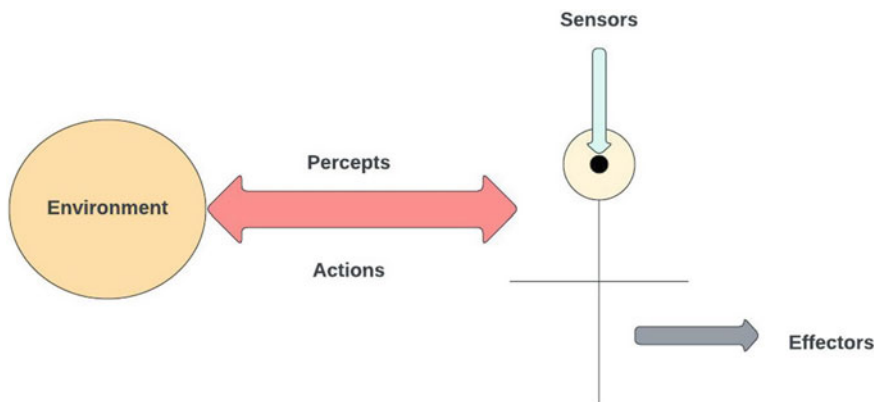 Sensors
Percepts
Environment
Actions
Effectors